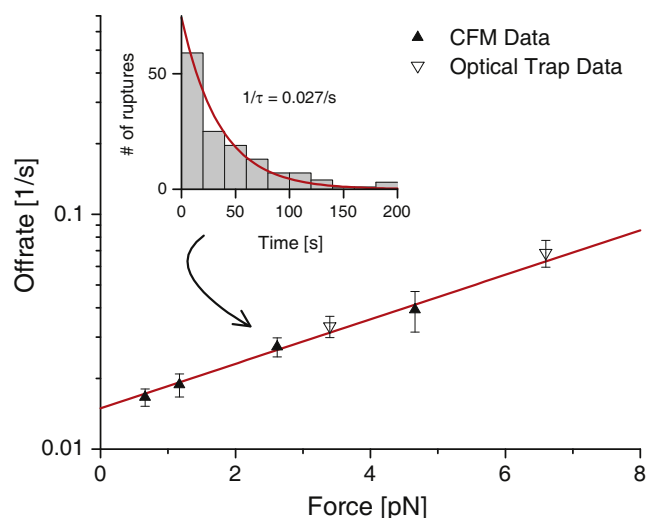 CFM Data
Optical Trap Data
# of ruptures
50
0
1/τ = 0.027/s
0 50 100 150 200
Time [s]
Offrate [1/s]
0.1
0.01
0 2 4 6 8
Force [pN]